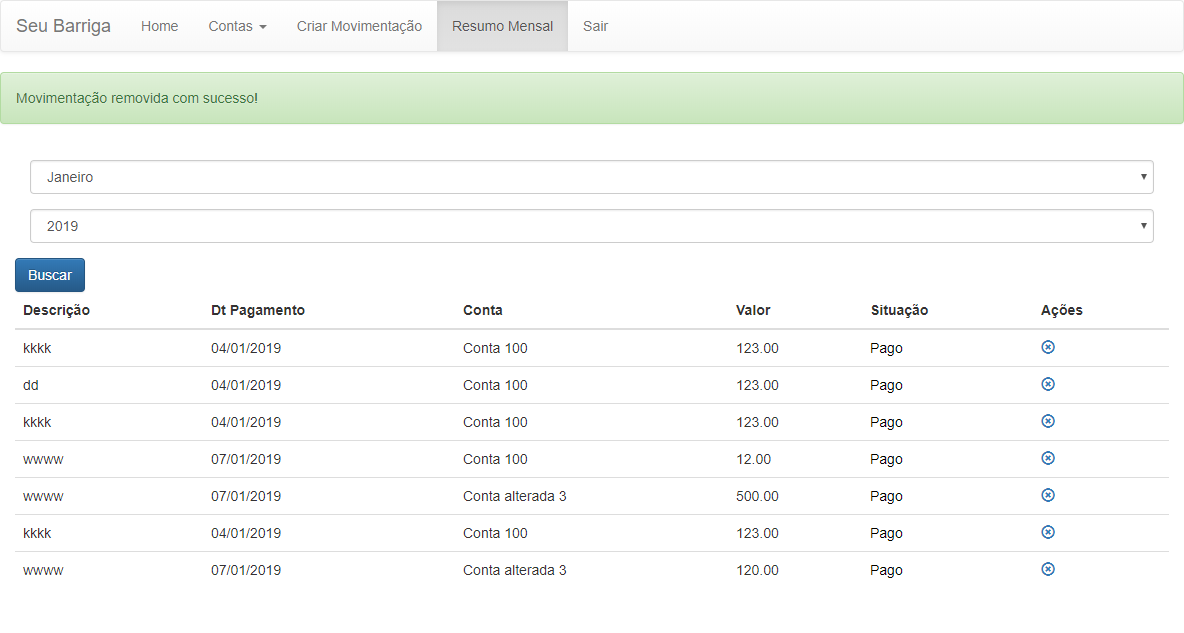 Seu Barriga Home Contas Criar Movimentação Resumo Mensal Sair
Movimentação removida com sucesso!
Janeiro
2019
Buscar
Descrição Dt Pagamento Conta Valor Situação Ações
kkkk 04/01/2019 Conta 100 123.00 Pago
dd 04/01/2019 Conta 100 123.00 Pago
kkkk 04/01/2019 Conta 100 123.00 Pago
wwww 07/01/2019 Conta 100 12.00 Pago
wwww 07/01/2019 Conta alterada 3 500.00 Pago
kkkk 04/01/2019 Conta 100 123.00 Pago
wwww 07/01/2019 Conta alterada 3 120.00 Pago